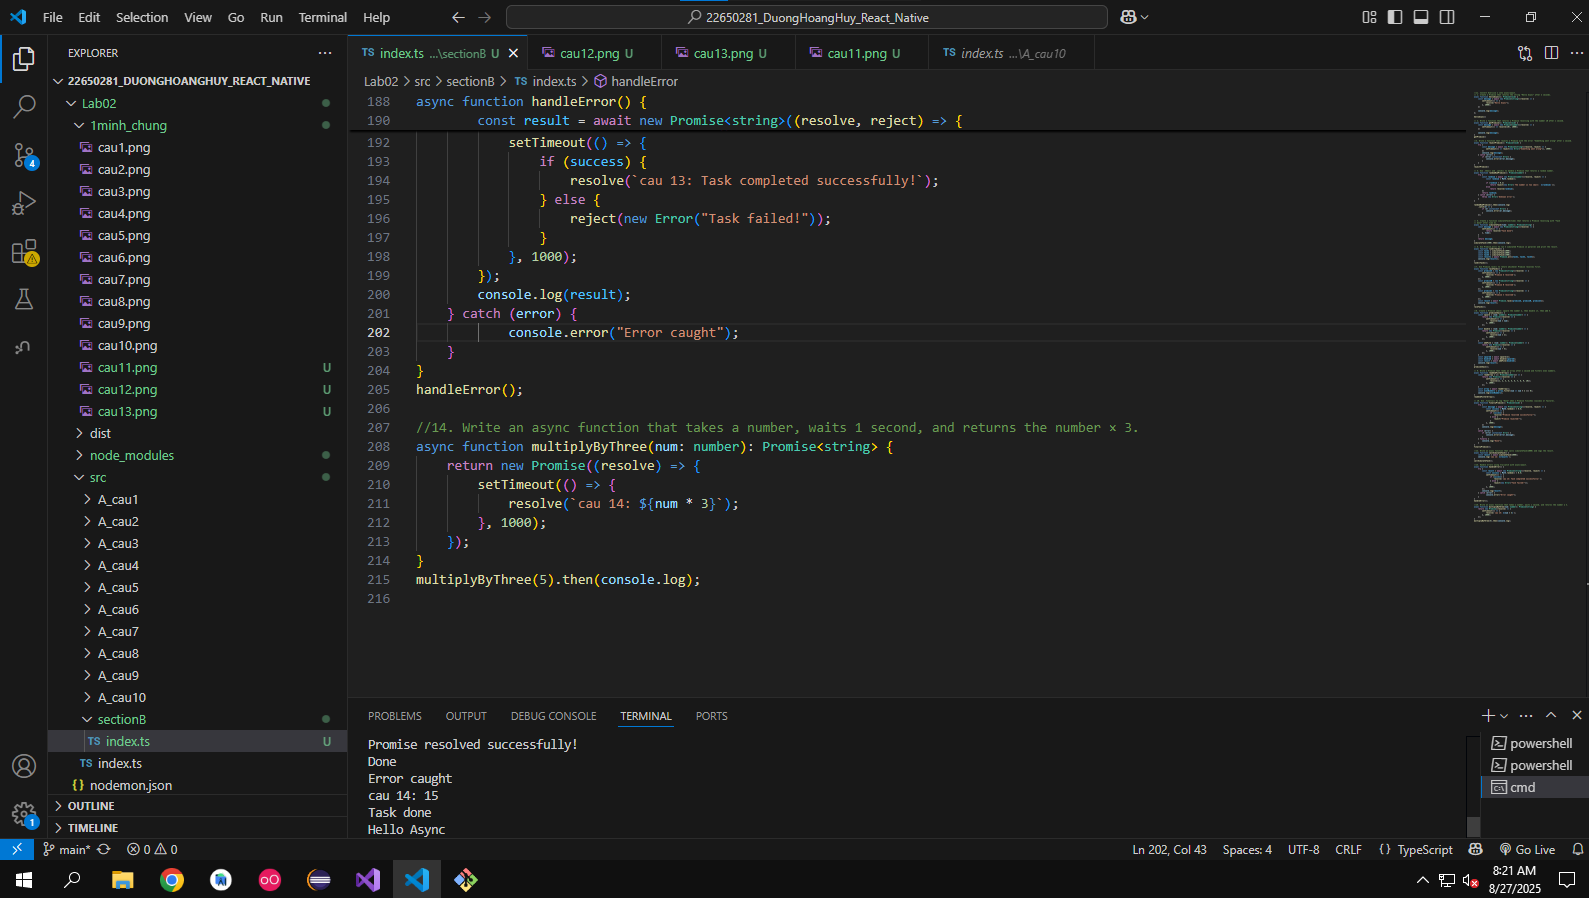 File Edit Selection View Go Run Terminal Help
22650281_DuongHoangHuy_React_Native
EXPLORER
22650281_DUONGHOANGHUY_REACT_NATIVE
Lab02
1minh_chung
cau1.png
cau2.png
cau3.png
cau4.png
cau5.png
cau6.png
cau7.png
cau8.png
cau9.png
cau10.png
cau11.png U
cau12.png U
cau13.png U
dist
node_modules
src
A_cau1
A_cau2
A_cau3
A_cau4
A_cau5
A_cau6
A_cau7
A_cau8
A_cau9
A_cau10
sectionB
TS index.ts U
TS index.ts
{} nodemon.json
OUTLINE
TIMELINE
4
1
TS index.ts ...\sectionB U
cau12.png U
cau13.png U
cau11.png U
TS index.ts ...\A_cau10
Lab02 > src > sectionB > TS index.ts > handleError
188 async function handleError() {
190 const result = await new Promise<string>((resolve, reject) => {
192 setTimeout(() => {
193 if (success) {
194 resolve(`cau 13: Task completed successfully!`);
195 } else {
196 reject(new Error("Task failed!"));
197 }
198 }, 1000);
199 });
200 console.log(result);
201 } catch (error) {
202 console.error("Error caught");
203 }
204 }
205 handleError();
206
207 //14. Write an async function that takes a number, waits 1 second, and returns the number × 3.
208 async function multiplyByThree(num: number): Promise<string> {
209 return new Promise((resolve) => {
210 setTimeout(() => {
211 resolve(`cau 14: ${num * 3}`);
212 }, 1000);
213 });
214 }
215 multiplyByThree(5).then(console.log);
216
PROBLEMS OUTPUT DEBUG CONSOLE TERMINAL PORTS
Promise resolved successfully!
Done
Error caught
cau 14: 15
Task done
Hello Async
powershell
powershell
cmd
main* 0 0
Ln 202, Col 43 Spaces: 4 UTF-8 CRLF {} TypeScript Go Live
8:21 AM
8/27/2025